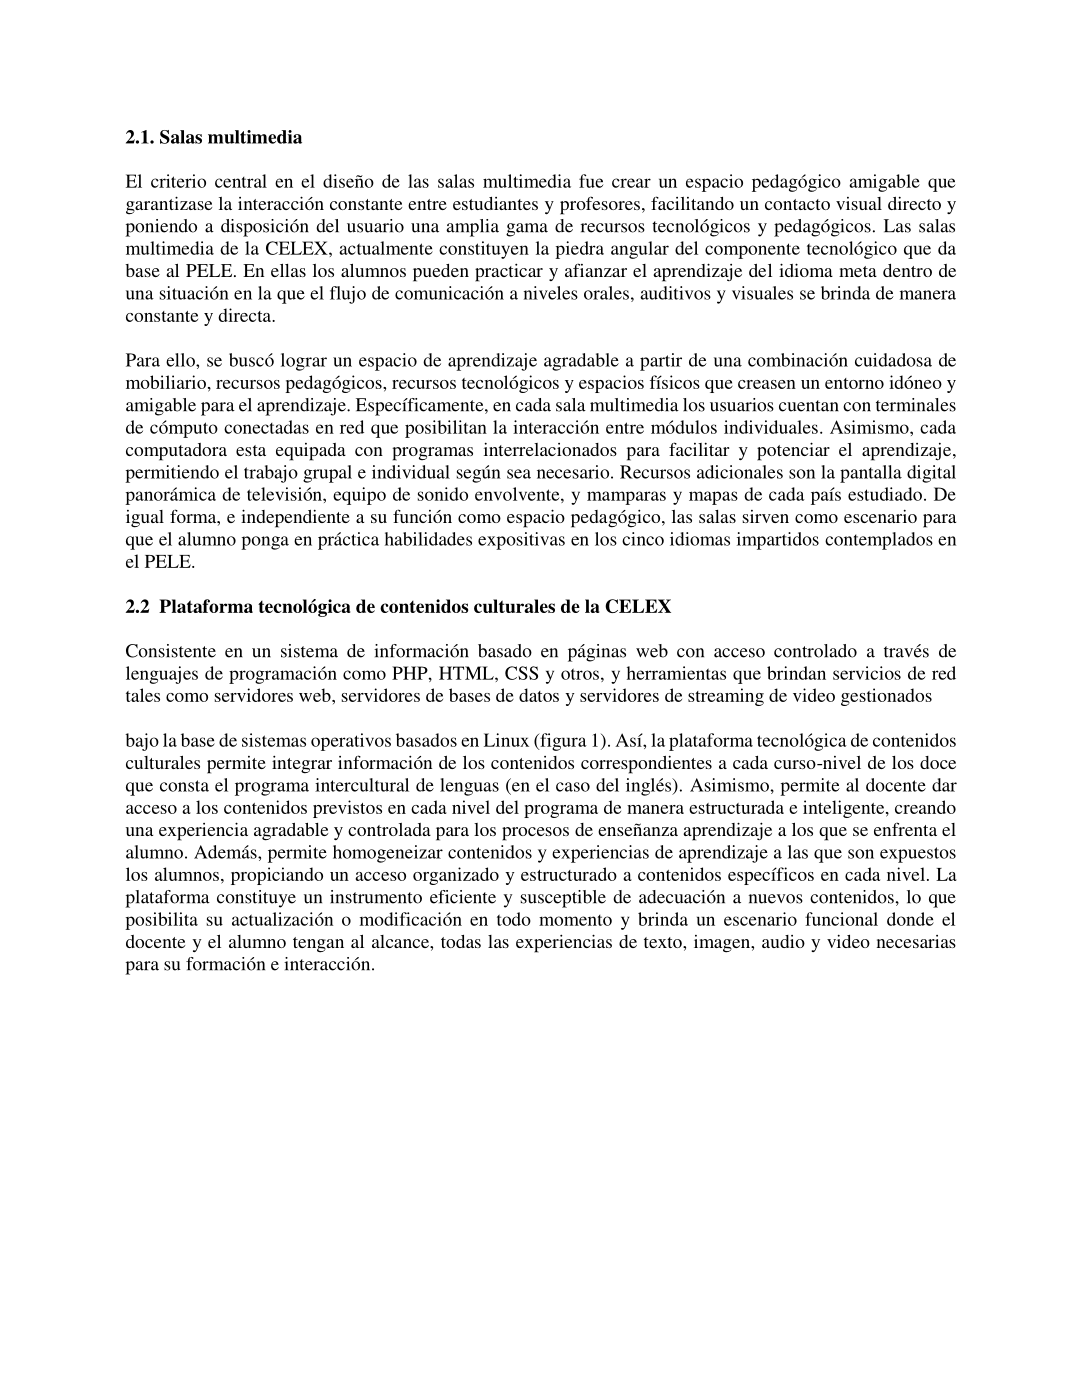 2.1. Salas multimedia
El criterio central en el diseño de las salas multimedia fue crear un espacio pedagógico amigable que
garantizase la interacción constante entre estudiantes y profesores, facilitando un contacto visual directo y
poniendo a disposición del usuario una amplia gama de recursos tecnológicos y pedagógicos. Las salas
multimedia de la CELEX, actualmente constituyen la piedra angular del componente tecnológico que da
base al PELE. En ellas los alumnos pueden practicar y afianzar el aprendizaje del idioma meta dentro de
una situación en la que el flujo de comunicación a niveles orales, auditivos y visuales se brinda de manera
constante y directa.
Para ello, se buscó lograr un espacio de aprendizaje agradable a partir de una combinación cuidadosa de
mobiliario, recursos pedagógicos, recursos tecnológicos y espacios físicos que creasen un entorno idóneo y
amigable para el aprendizaje. Específicamente, en cada sala multimedia los usuarios cuentan con terminales
de cómputo conectadas en red que posibilitan la interacción entre módulos individuales. Asimismo, cada
computadora esta equipada con programas interrelacionados para facilitar y potenciar el aprendizaje,
permitiendo el trabajo grupal e individual según sea necesario. Recursos adicionales son la pantalla digital
panorámica de televisión, equipo de sonido envolvente, y mamparas y mapas de cada país estudiado. De
igual forma, e independiente a su función como espacio pedagógico, las salas sirven como escenario para
que el alumno ponga en práctica habilidades expositivas en los cinco idiomas impartidos contemplados en
el PELE.
2.2 Plataforma tecnológica de contenidos culturales de la CELEX
Consistente en un sistema de información basado en páginas web con acceso controlado a través de
lenguajes de programación como PHP, HTML, CSS y otros, y herramientas que brindan servicios de red
tales como servidores web, servidores de bases de datos y servidores de streaming de video gestionados
bajo la base de sistemas operativos basados en Linux (figura 1). Así, la plataforma tecnológica de contenidos
culturales permite integrar información de los contenidos correspondientes a cada curso-nivel de los doce
que consta el programa intercultural de lenguas (en el caso del inglés). Asimismo, permite al docente dar
acceso a los contenidos previstos en cada nivel del programa de manera estructurada e inteligente, creando
una experiencia agradable y controlada para los procesos de enseñanza aprendizaje a los que se enfrenta el
alumno. Además, permite homogeneizar contenidos y experiencias de aprendizaje a las que son expuestos
los alumnos, propiciando un acceso organizado y estructurado a contenidos específicos en cada nivel. La
plataforma constituye un instrumento eficiente y susceptible de adecuación a nuevos contenidos, lo que
posibilita su actualización o modificación en todo momento y brinda un escenario funcional donde el
docente y el alumno tengan al alcance, todas las experiencias de texto, imagen, audio y video necesarias
para su formación e interacción.